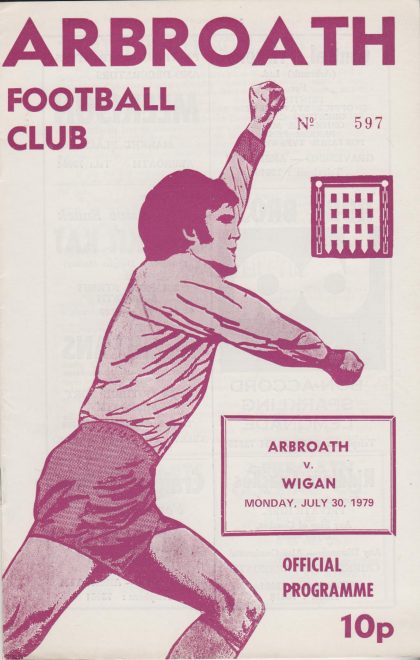 ARBROATH
FOOTBALL
CLUB
Nº 597
ARBROATH
v.
WIGAN
MONDAY, JULY 30, 1979
OFFICIAL
PROGRAMME
10p